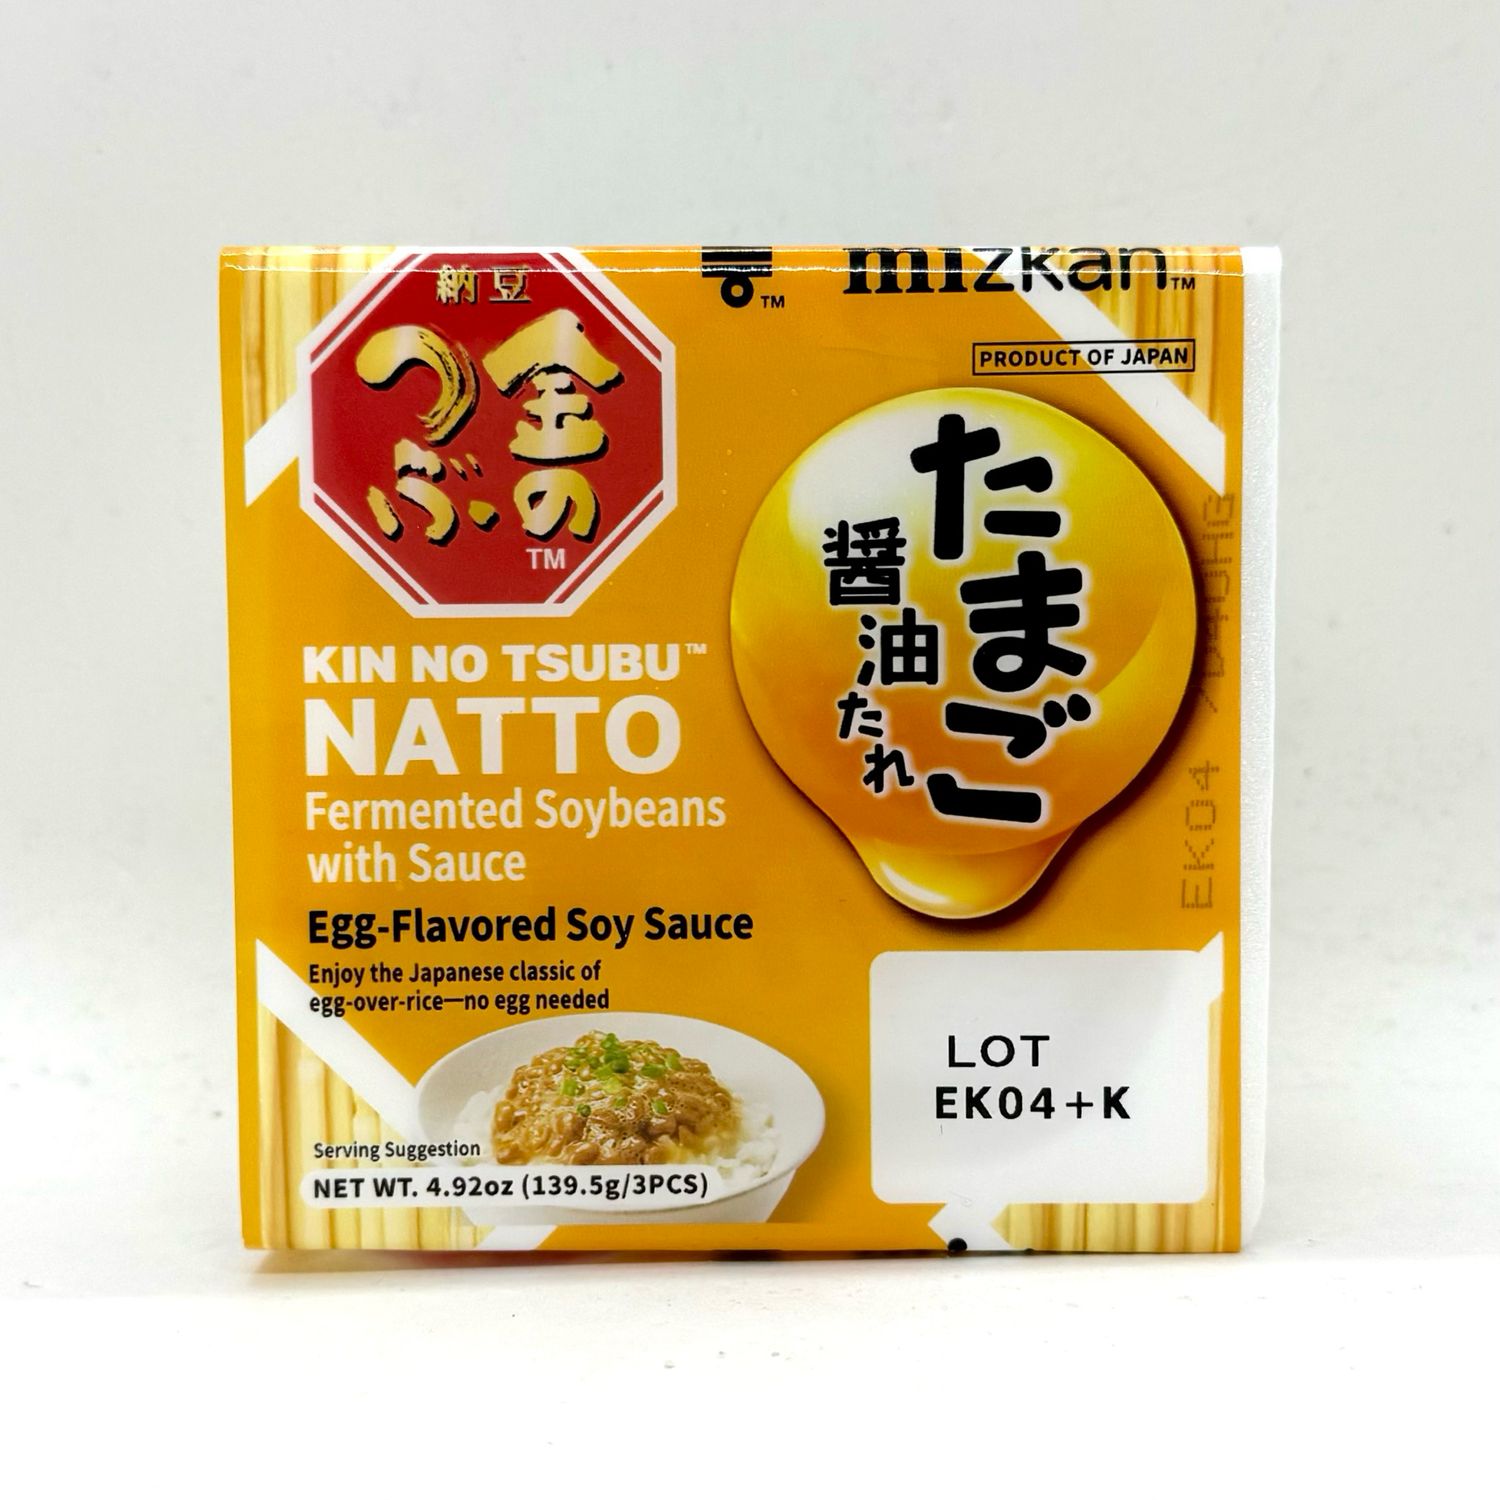 納豆
金の
つぶ
TM
mizkan TM
TM
PRODUCT OF JAPAN
たまご
醤油たれ
KIN NO TSUBU™
NATTO
Fermented Soybeans
with Sauce
Egg-Flavored Soy Sauce
Enjoy the Japanese classic of
egg-over-rice—no egg needed
Serving Suggestion
NET WT. 4.92oz (139.5g/3PCS)
LOT
EK04+K
EK04